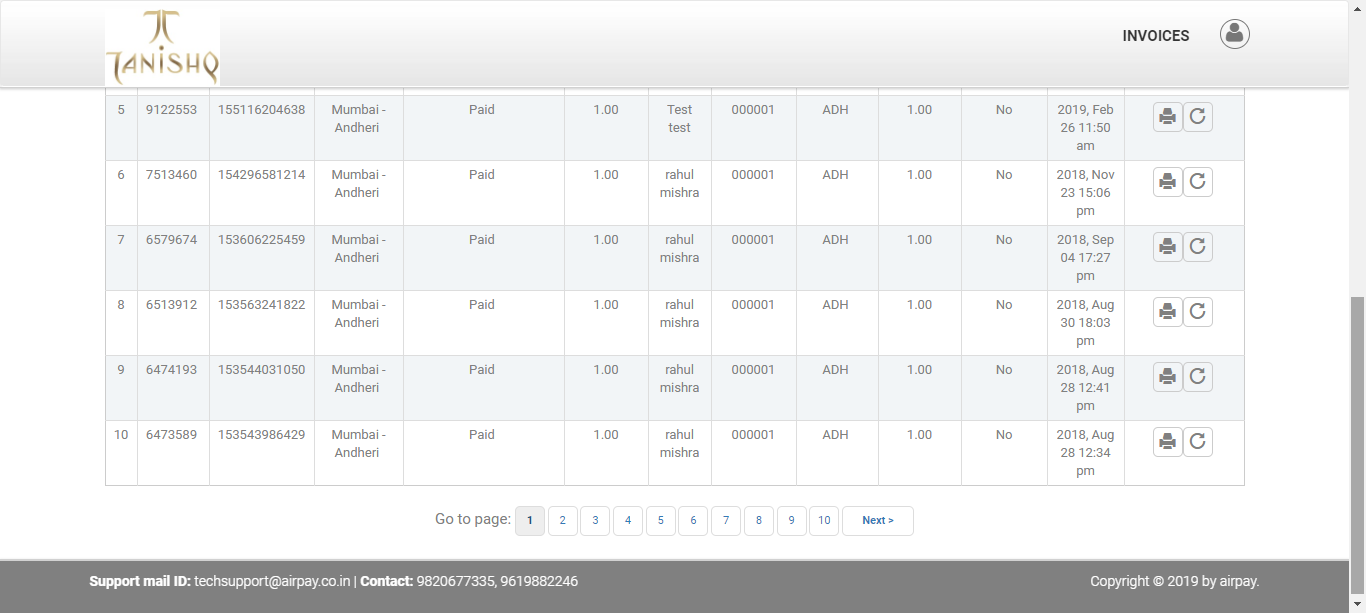 TANISHQ
INVOICES
5 9122553 155116204638 Mumbai - Andheri Paid 1.00 Test test 000001 ADH 1.00 No 2019, Feb 26 11:50 am
6 7513460 154296581214 Mumbai - Andheri Paid 1.00 rahul mishra 000001 ADH 1.00 No 2018, Nov 23 15:06 pm
7 6579674 153606225459 Mumbai - Andheri Paid 1.00 rahul mishra 000001 ADH 1.00 No 2018, Sep 04 17:27 pm
8 6513912 153563241822 Mumbai - Andheri Paid 1.00 rahul mishra 000001 ADH 1.00 No 2018, Aug 30 18:03 pm
9 6474193 153544031050 Mumbai - Andheri Paid 1.00 rahul mishra 000001 ADH 1.00 No 2018, Aug 28 12:41 pm
10 6473589 153543986429 Mumbai - Andheri Paid 1.00 rahul mishra 000001 ADH 1.00 No 2018, Aug 28 12:34 pm
Go to page: 1 2 3 4 5 6 7 8 9 10 Next >
Support mail ID: techsupport@airpay.co.in | Contact: 9820677335, 9619882246
Copyright © 2019 by airpay.